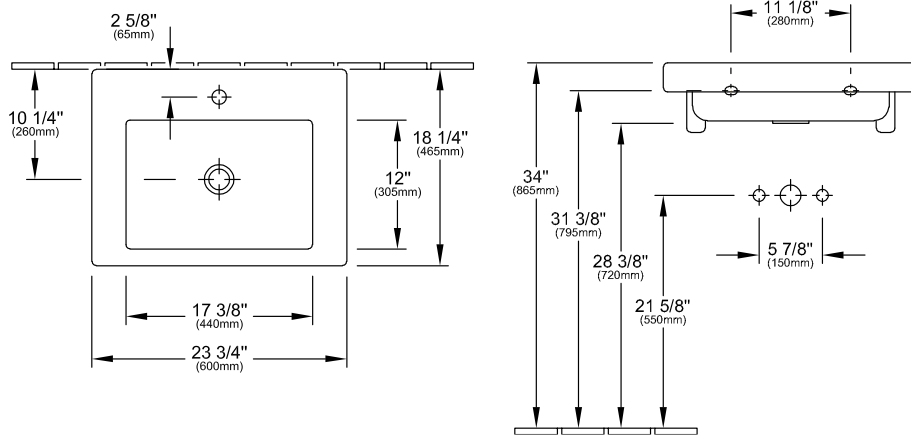 2 5/8"
(65mm)
10 1/4"
(260mm)
18 1/4"
(465mm)
12"
(305mm)
17 3/8"
(440mm)
23 3/4"
(600mm)
11 1/8"
(280mm)
34"
(865mm)
31 3/8"
(795mm)
28 3/8"
(720mm)
21 5/8"
(550mm)
5 7/8"
(150mm)